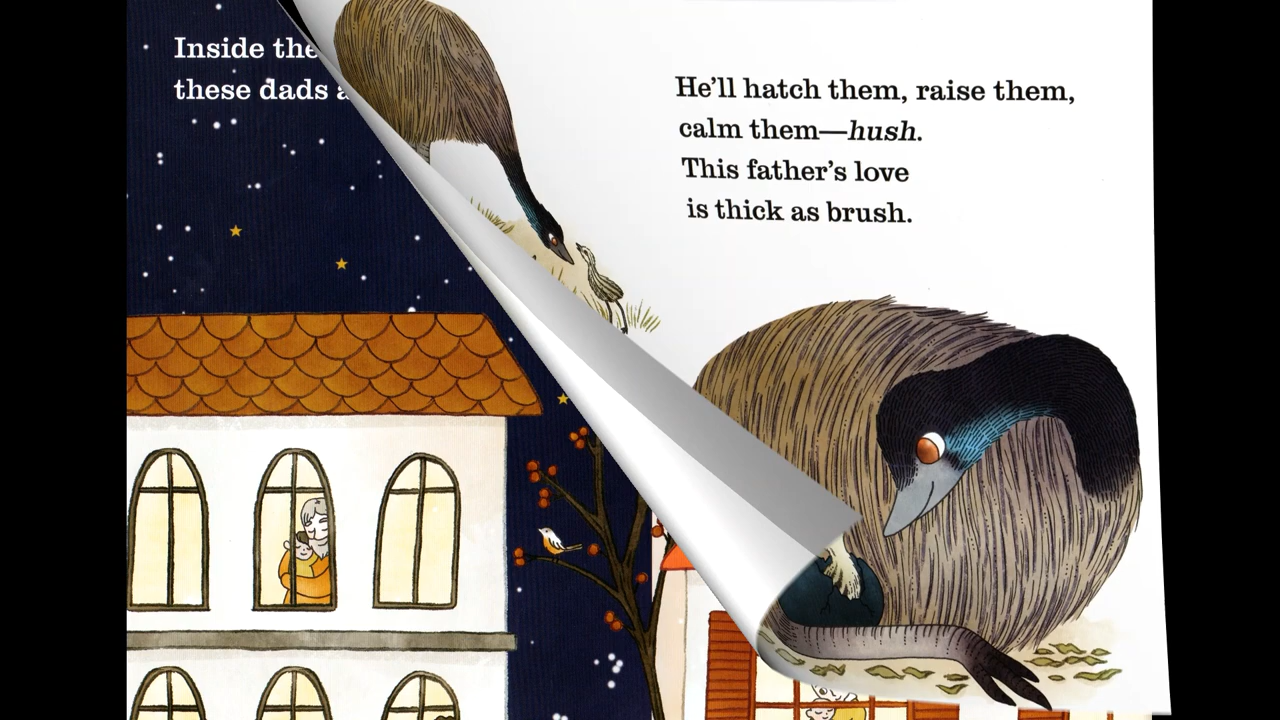 Inside the
these dads
He’ll hatch them, raise them,
calm them—hush.
This father’s love
is thick as brush.